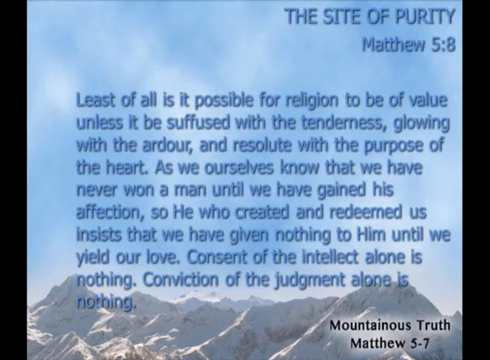 THE SITE OF PURITY
Matthew 5:8
Least of all is it possible for religion to be of value
unless it be suffused with the tenderness, glowing
with the ardour, and resolute with the purpose of
the heart. As we ourselves know that we have
never won a man until we have gained his
affection, so He who created and redeemed us
insists that we have given nothing to Him until we
yield our love. Consent of the intellect alone is
nothing. Conviction of the judgment alone is
nothing.
Mountainous Truth
Matthew 5-7